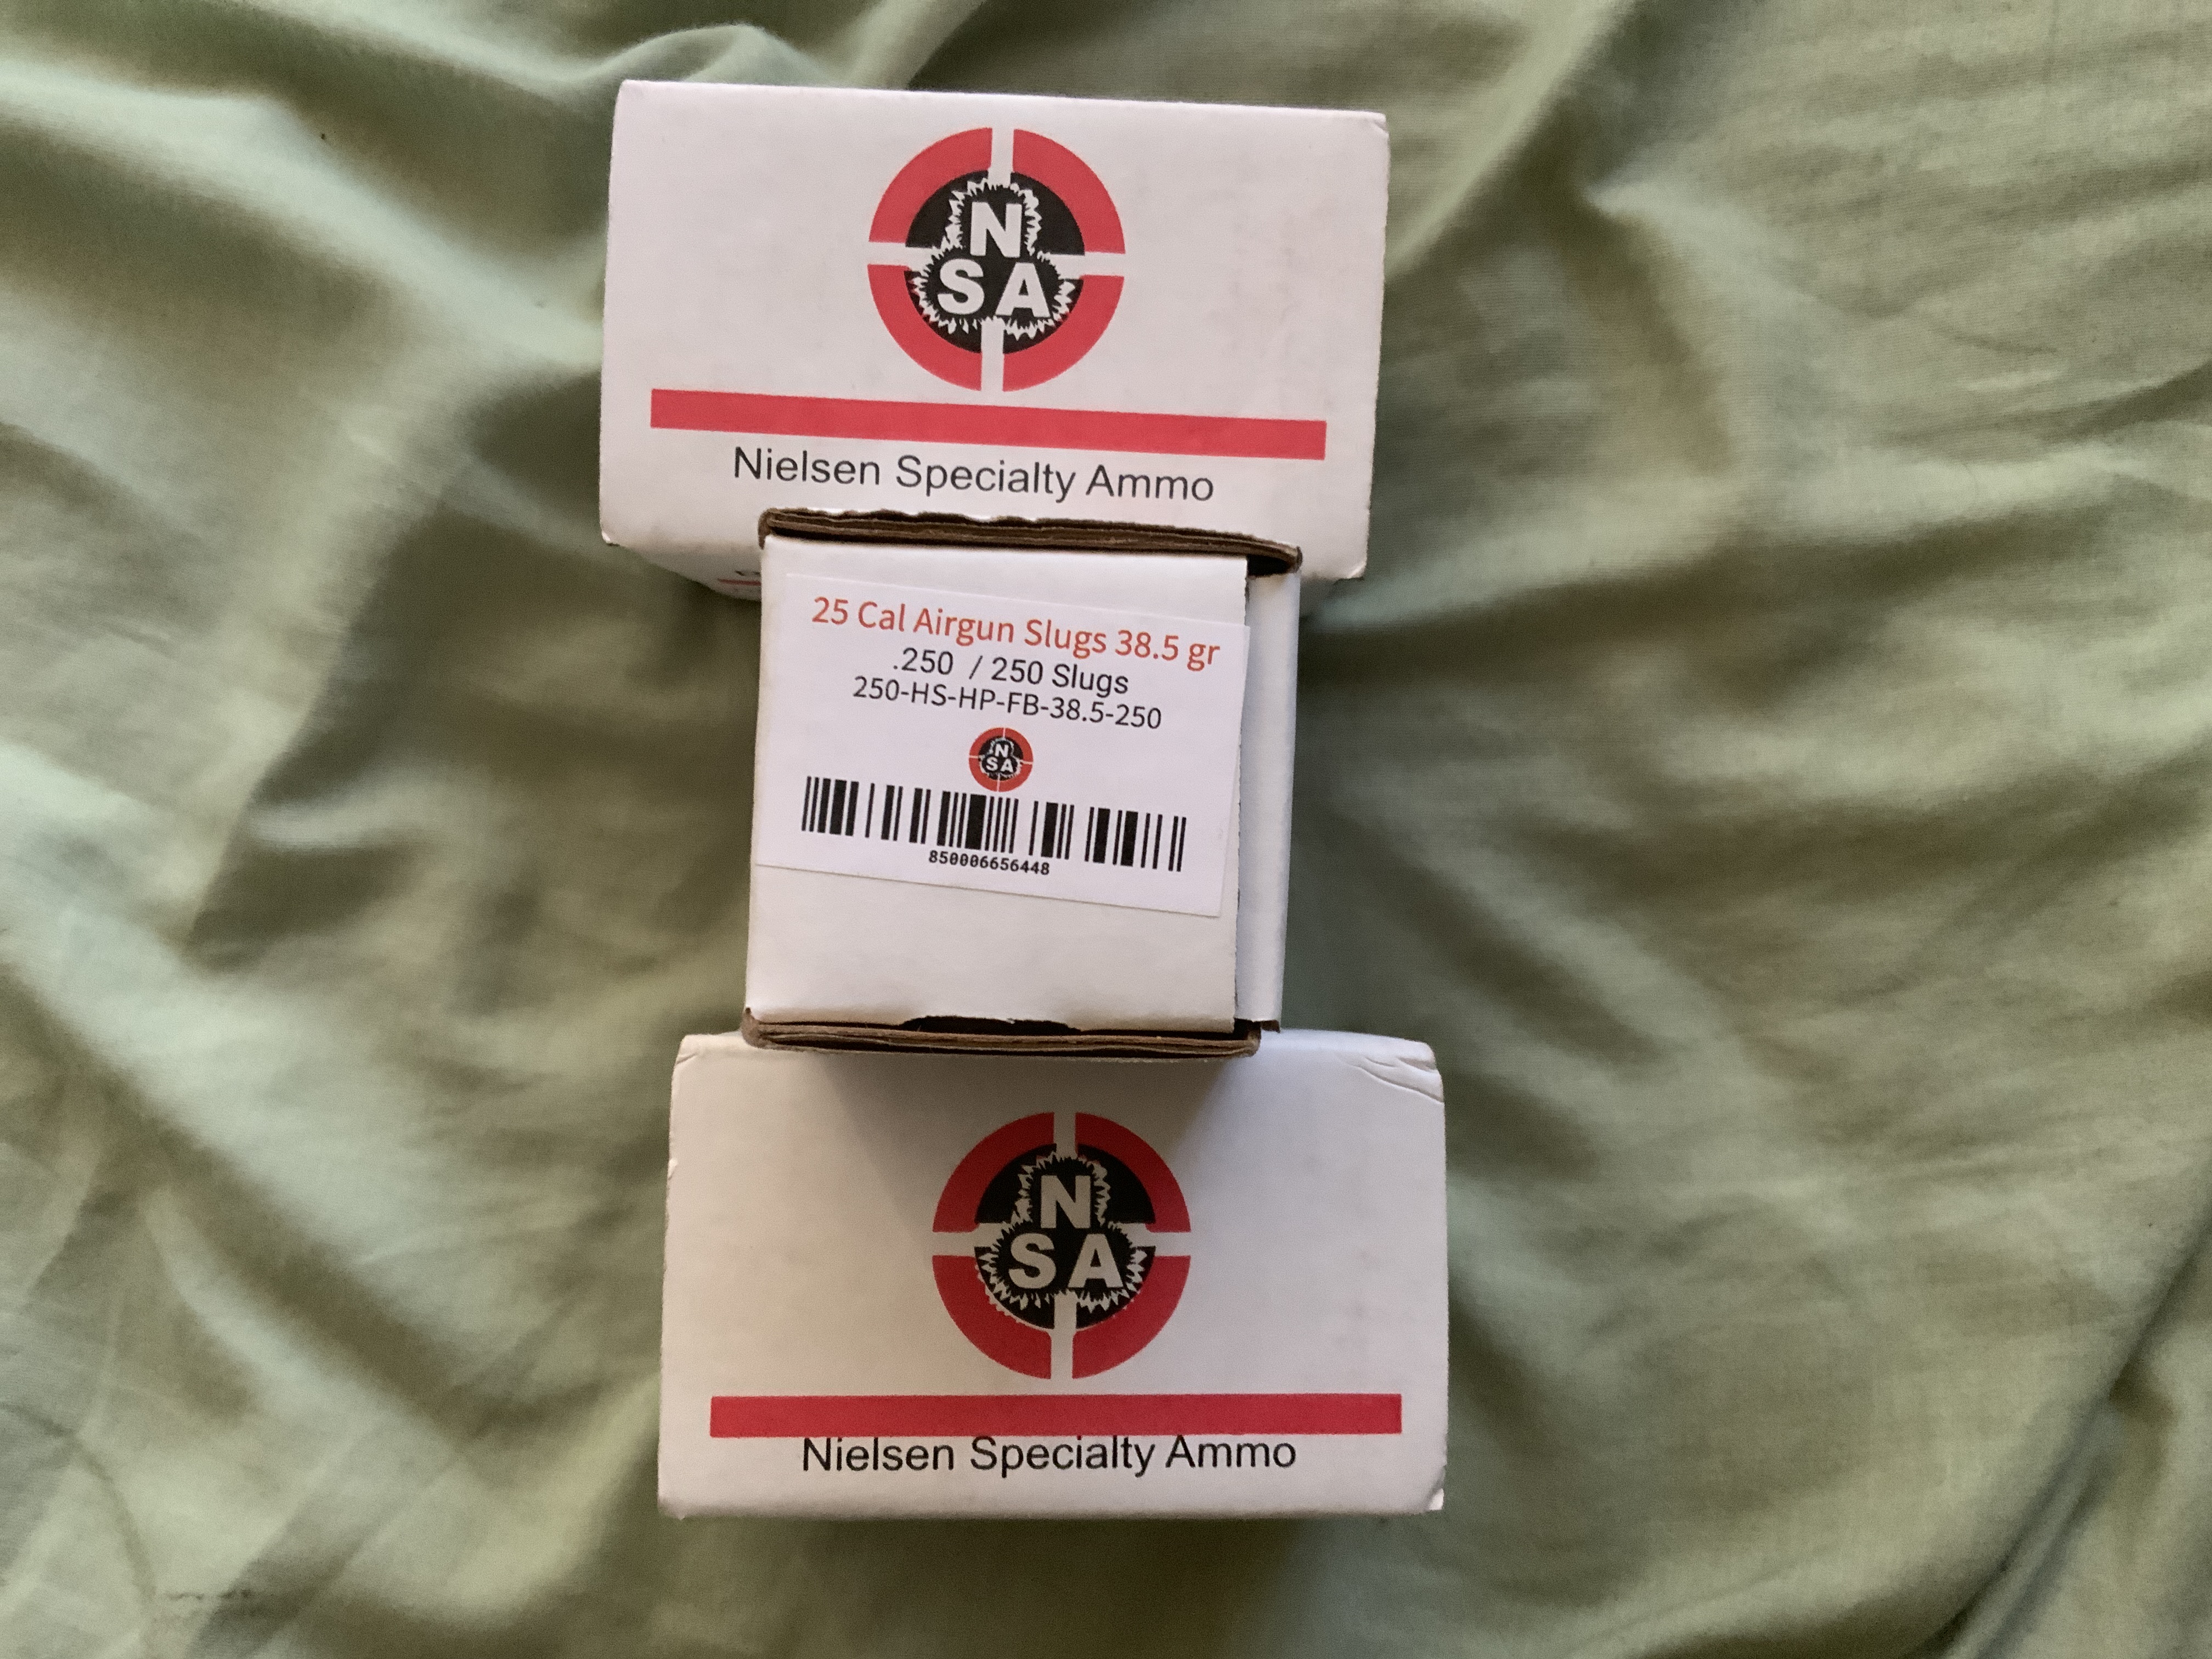 N
SA
Nielsen Specialty Ammo
25 Cal Airgun Slugs 38.5 gr
.250 / 250 Slugs
250-HS-HP-FB-38.5-250
N
SA
850006656448
N
SA
Nielsen Specialty Ammo